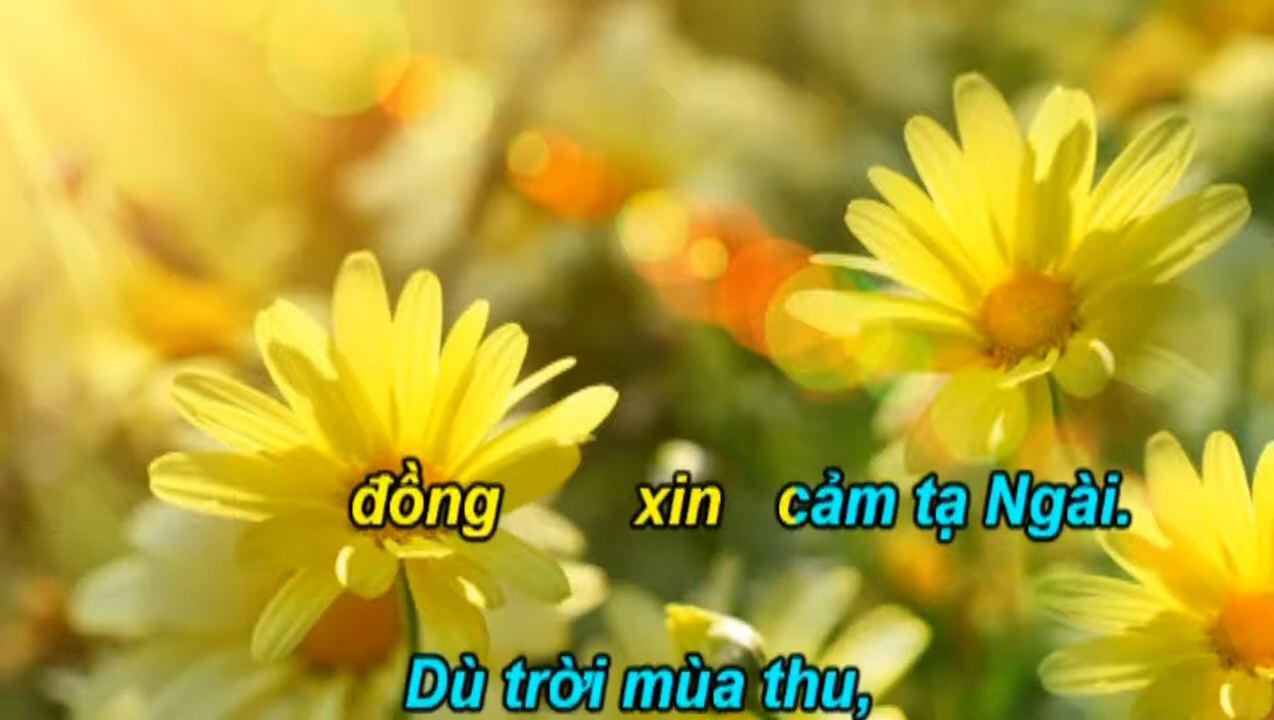 đồng xin cảm tạ Ngài.
Dù trời mùa thu,